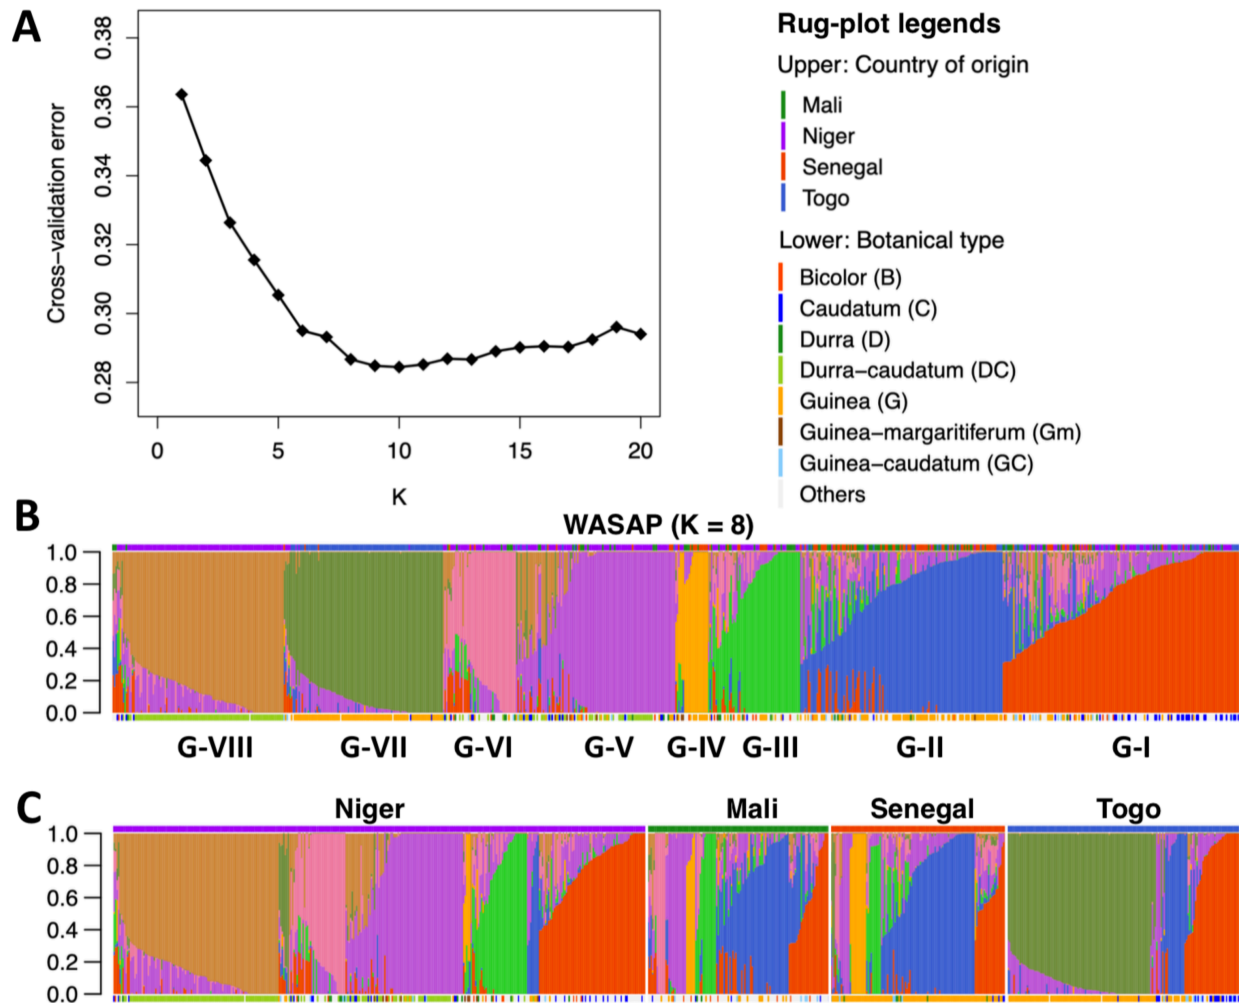 A
Cross-validation error
0.38
0.36
0.34
0.32
0.30
0.28
0 5 10 15 20
K
Rug-plot legends
Upper: Country of origin
Mali
Niger
Senegal
Togo
Lower: Botanical type
Bicolor (B)
Caudatum (C)
Durra (D)
Durra-caudatum (DC)
Guinea (G)
Guinea-margaritiferum (Gm)
Guinea-caudatum (GC)
Others
B
WASAP (K = 8)
1.0
0.8
0.6
0.4
0.2
0.0
G-VIII G-VII G-VI G-V G-IV G-III G-II G-I
C
Niger Mali Senegal Togo
1.0
0.8
0.6
0.4
0.2
0.0